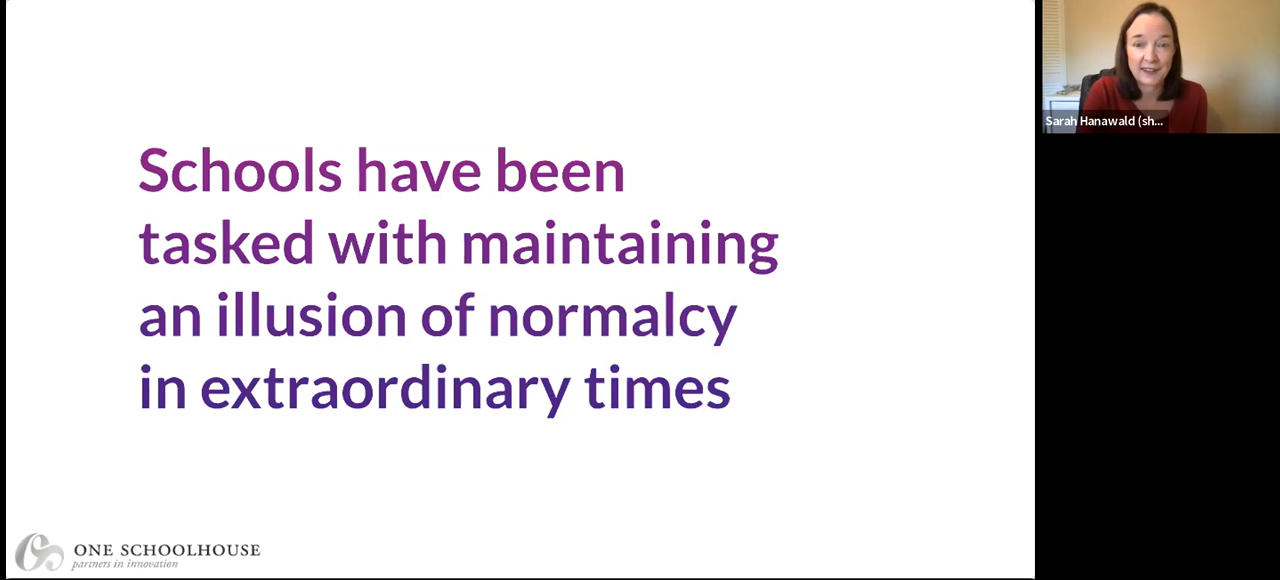 Schools have been
tasked with maintaining
an illusion of normalcy
in extraordinary times
ONE SCHOOLHOUSE
partners in innovation
Sarah Hanawald (sh...